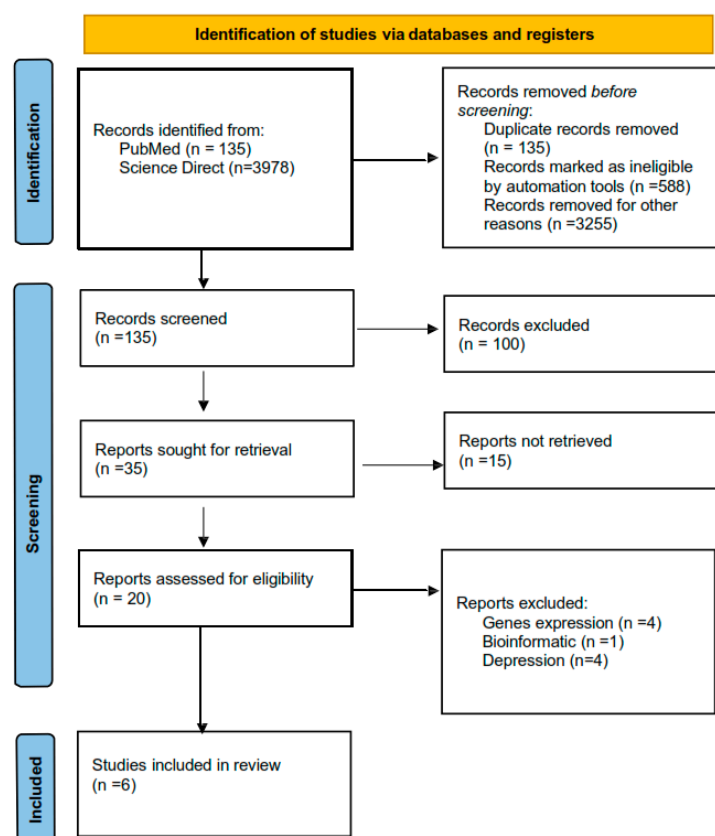 Identification of studies via databases and registers
Identification
Records identified from:
PubMed (n = 135)
Science Direct (n=3978)
Records removed before
screening:
Duplicate records removed
(n = 135)
Records marked as ineligible
by automation tools (n =588)
Records removed for other
reasons (n =3255)
Screening
Records screened
(n =135)
Records excluded
(n = 100)
Reports sought for retrieval
(n =35)
Reports not retrieved
(n =15)
Reports assessed for eligibility
(n = 20)
Reports excluded:
Genes expression (n =4)
Bioinformatic (n =1)
Depression (n=4)
Included
Studies included in review
(n =6)